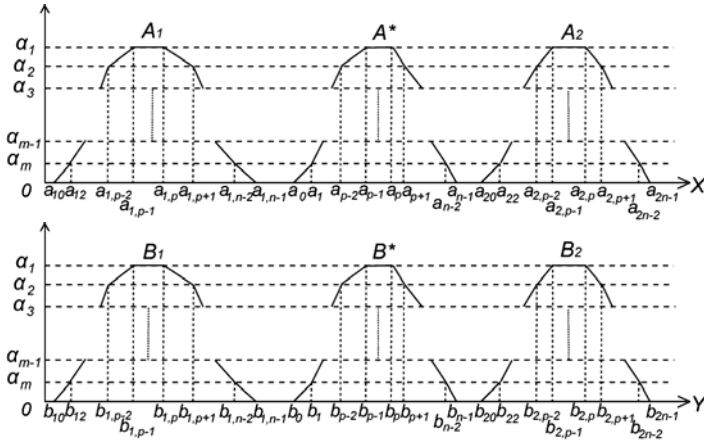 A₁ A* A₂
α₁
α₂
α₃
αₘ₋₁
αₘ
0 a₁₀ a₁₂ a₁,ₚ₋₂ a₁,ₚ a₁,ₚ₊₁ a₁,ₙ₋₂ a₁,ₙ₋₁ a₀ a₁ aₚ₋₂ aₚ₋₁ aₚ aₚ₊₁ aₙ₋₁ a₂₀ a₂₂ a₂,ₚ₋₂ a₂,ₚ a₂,ₚ₊₁ a₂ₙ₋₁ X
a₁,ₚ₋₁ aₙ₋₂ a₂,ₚ₋₁ a₂ₙ₋₂
B₁ B* B₂
α₁
α₂
α₃
αₘ₋₁
αₘ
0 b₁₀ b₁₂ b₁,ₚ₋₂ b₁,ₚ b₁,ₚ₊₁ b₁,ₙ₋₂ b₁,ₙ₋₁ b₀ b₁ bₚ₋₂ bₚ₋₁ bₚ bₚ₊₁ bₙ₋₁ b₂₀ b₂₂ b₂,ₚ₋₂ b₂,ₚ b₂,ₚ₊₁ b₂ₙ₋₁ Y
b₁,ₚ₋₁ bₙ₋₂ b₂,ₚ₋₁ b₂ₙ₋₂